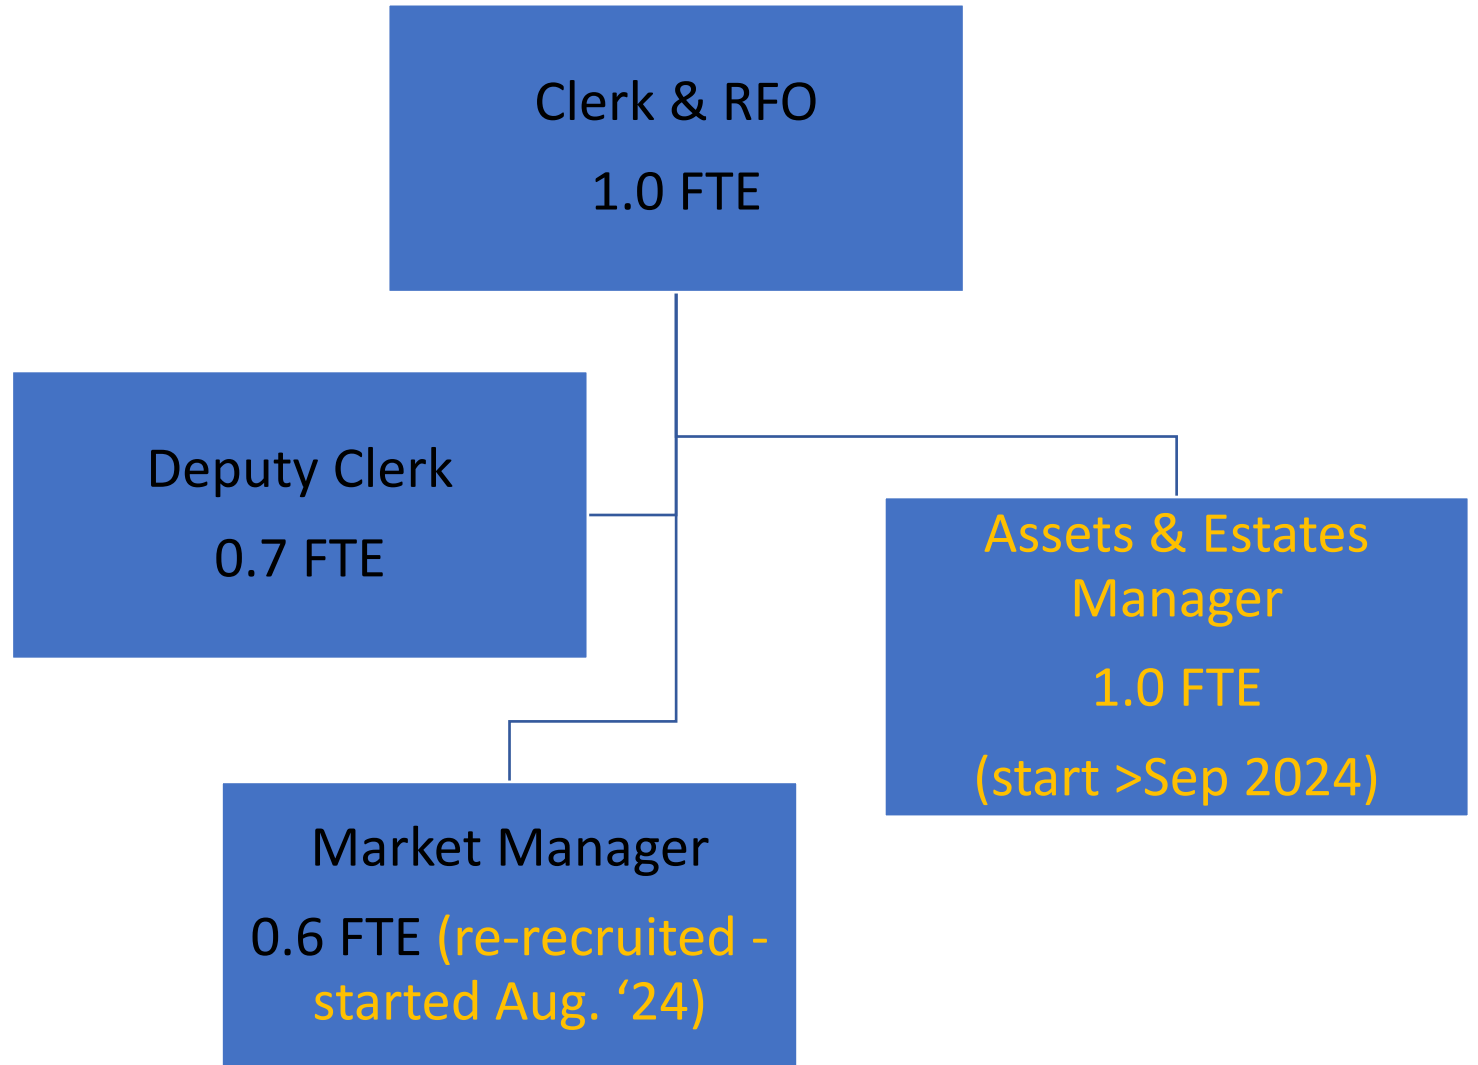 Clerk & RFO
1.0 FTE
Deputy Clerk
0.7 FTE
Assets & Estates
Manager
1.0 FTE
(start >Sep 2024)
Market Manager
0.6 FTE (re-recruited -
started Aug. ‘24)